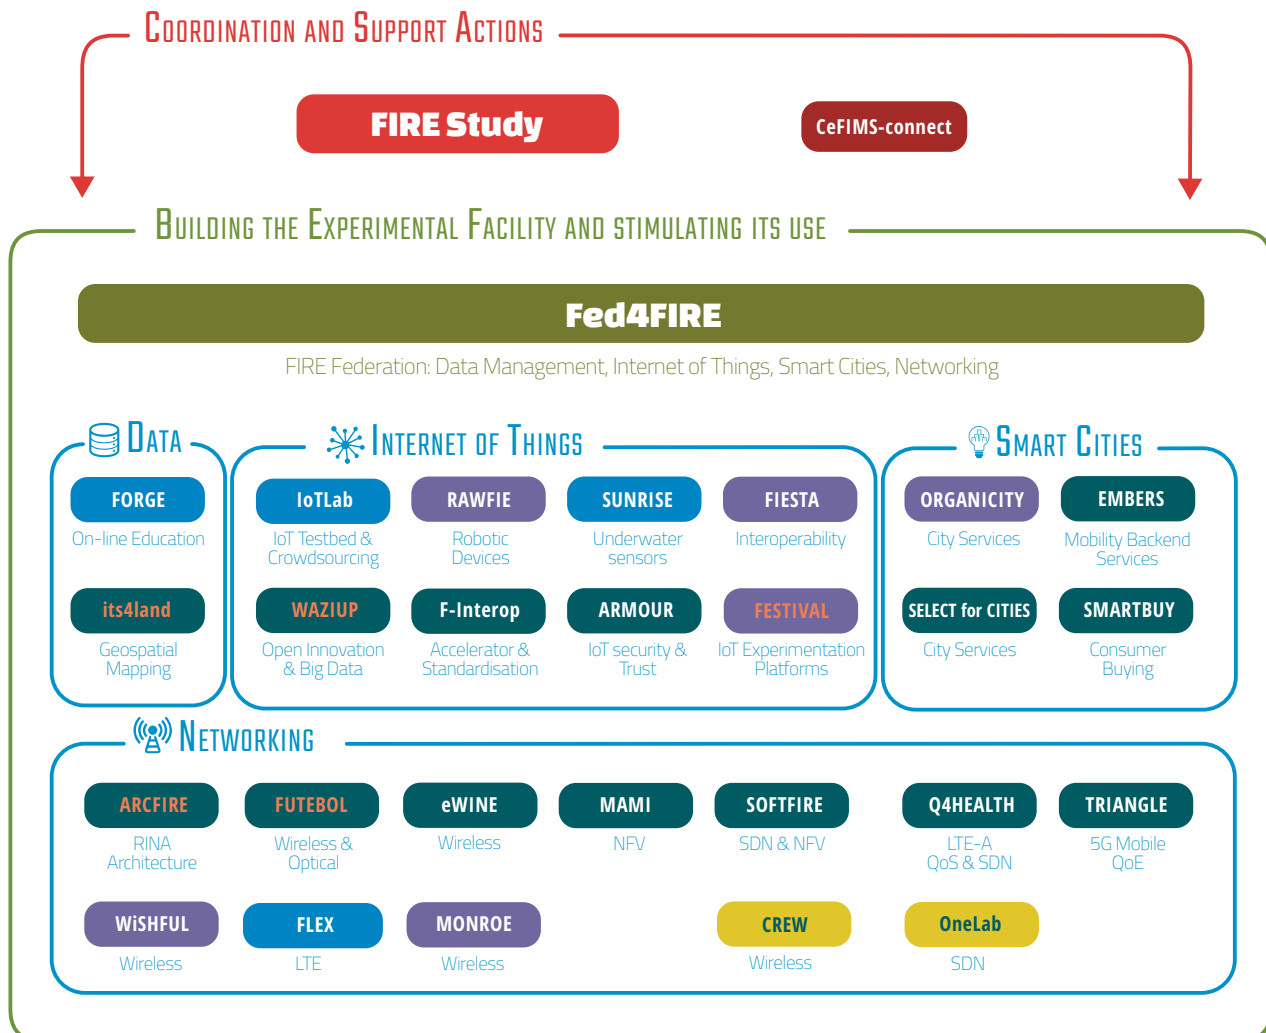 COORDINATION AND SUPPORT ACTIONS
FIRE Study
CeFIMS-connect
BUILDING THE EXPERIMENTAL FACILITY AND STIMULATING ITS USE
Fed4FIRE
FIRE Federation: Data Management, Internet of Things, Smart Cities, Networking
DATA
FORGE
On-line Education
its4land
Geospatial
Mapping
INTERNET OF THINGS
IoTLab
IoT Testbed &
Crowdsourcing
RAWFIE
Robotic
Devices
SUNRISE
Underwater
sensors
FIESTA
Interoperability
WAZIUP
Open Innovation
& Big Data
F-Interop
Accelerator &
Standardisation
ARMOUR
IoT security &
Trust
FESTIVAL
IoT Experimentation
Platforms
SMART CITIES
ORGANICITY
City Services
EMBERS
Mobility Backend
Services
SELECT for CITIES
City Services
SMARTBUY
Consumer
Buying
NETWORKING
ARCFIRE
RINA
Architecture
FUTEBOL
Wireless &
Optical
eWINE
Wireless
MAMI
NFV
SOFTFIRE
SDN & NFV
Q4HEALTH
LTE-A
QoS & SDN
TRIANGLE
5G Mobile
QoE
WiSHFUL
Wireless
FLEX
LTE
MONROE
Wireless
CREW
Wireless
OneLab
SDN